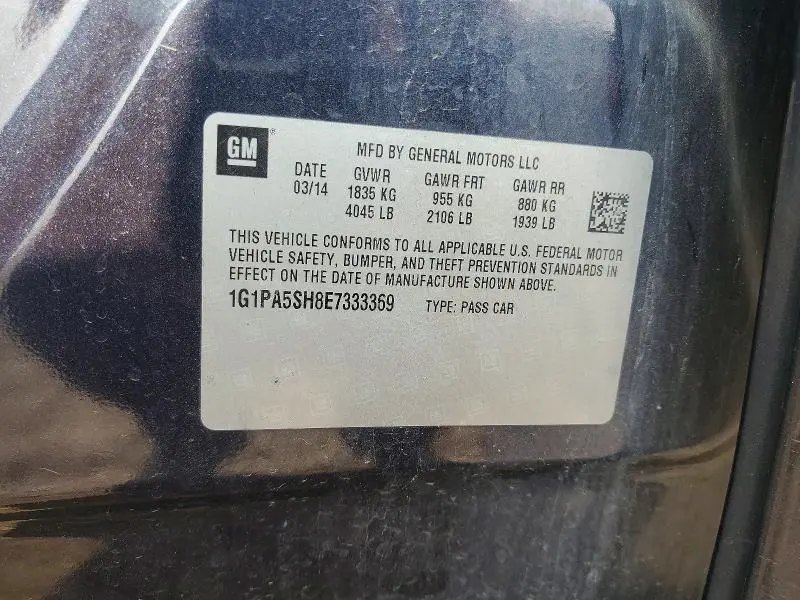 GM
MFD BY GENERAL MOTORS LLC
DATE GVWR GAWR FRT GAWR RR
03/14 1835 KG 955 KG 880 KG
4045 LB 2106 LB 1939 LB
THIS VEHICLE CONFORMS TO ALL APPLICABLE U.S. FEDERAL MOTOR
VEHICLE SAFETY, BUMPER, AND THEFT PREVENTION STANDARDS IN
EFFECT ON THE DATE OF MANUFACTURE SHOWN ABOVE.
1G1PA5SH8E7333369 TYPE: PASS CAR